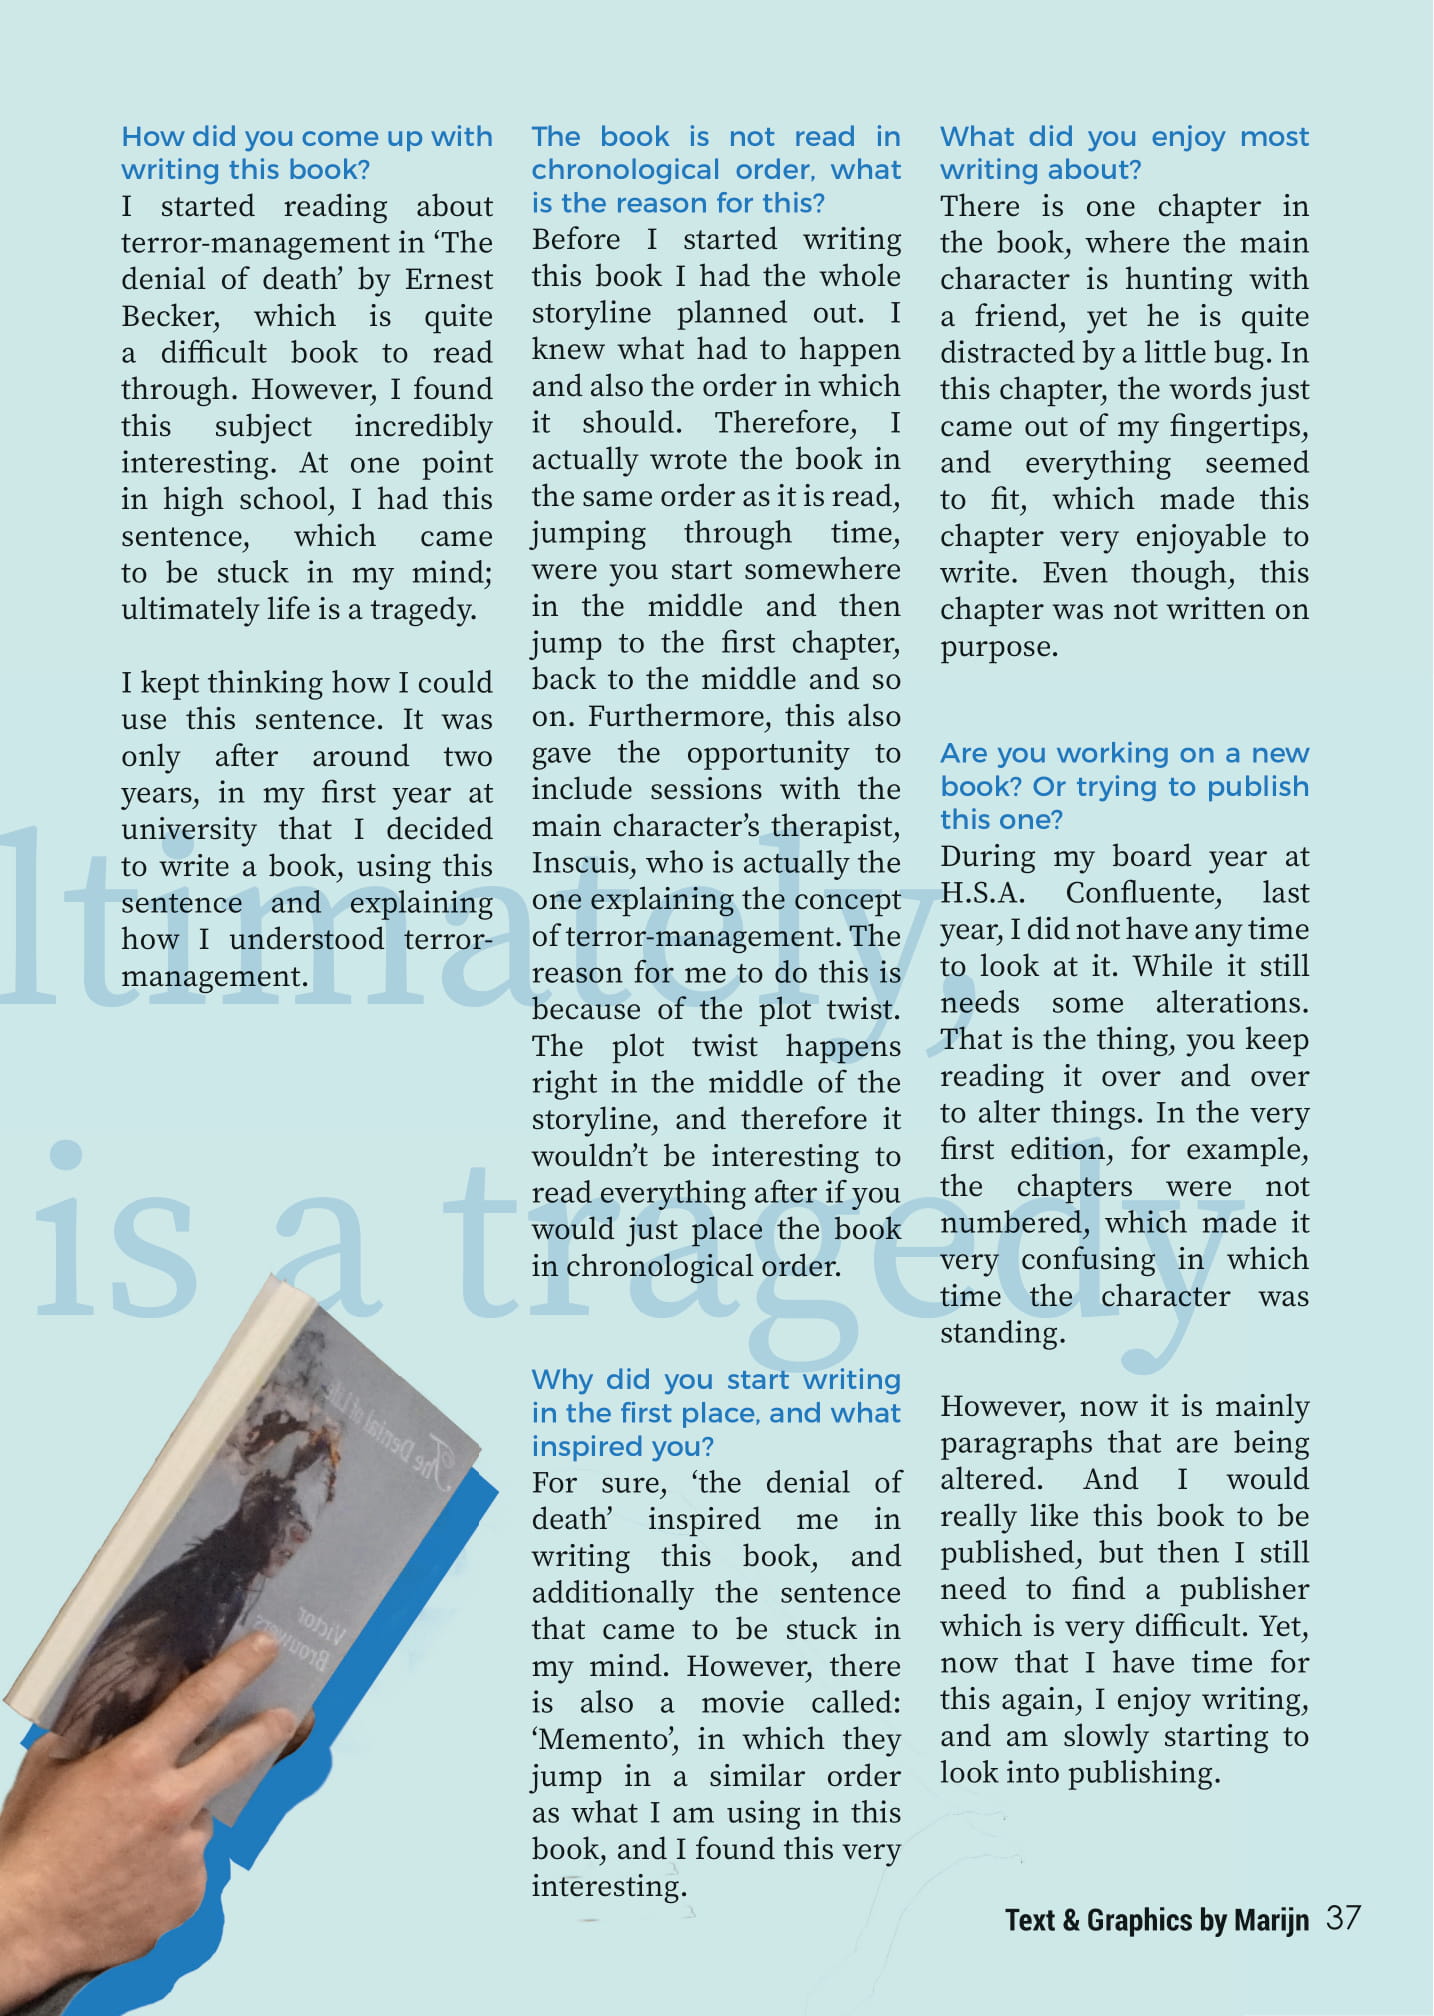 How did you come up with
writing this book?
I started reading about
terror-management in ‘The
denial of death’ by Ernest
Becker, which is quite
a difficult book to read
through. However, I found
this subject incredibly
interesting. At one point
in high school, I had this
sentence, which came
to be stuck in my mind;
ultimately life is a tragedy.
I kept thinking how I could
use this sentence. It was
only after around two
years, in my first year at
university that I decided
to write a book, using this
sentence and explaining
how I understood terror-
management.
The book is not read in
chronological order, what
is the reason for this?
Before I started writing
this book I had the whole
storyline planned out. I
knew what had to happen
and also the order in which
it should. Therefore, I
actually wrote the book in
the same order as it is read,
jumping through time,
were you start somewhere
in the middle and then
jump to the first chapter,
back to the middle and so
on. Furthermore, this also
gave the opportunity to
include sessions with the
main character’s therapist,
Inscuis, who is actually the
one explaining the concept
of terror-management. The
reason for me to do this is
because of the plot twist.
The plot twist happens
right in the middle of the
storyline, and therefore it
wouldn’t be interesting to
read everything after if you
would just place the book
in chronological order.
Why did you start writing
in the first place, and what
inspired you?
For sure, ‘the denial of
death’ inspired me in
writing this book, and
additionally the sentence
that came to be stuck in
my mind. However, there
is also a movie called:
‘Memento’, in which they
jump in a similar order
as what I am using in this
book, and I found this very
interesting.
What did you enjoy most
writing about?
There is one chapter in
the book, where the main
character is hunting with
a friend, yet he is quite
distracted by a little bug. In
this chapter, the words just
came out of my fingertips,
and everything seemed
to fit, which made this
chapter very enjoyable to
write. Even though, this
chapter was not written on
purpose.
Are you working on a new
book? Or trying to publish
this one?
During my board year at
H.S.A. Confluente, last
year, I did not have any time
to look at it. While it still
needs some alterations.
That is the thing, you keep
reading it over and over
to alter things. In the very
first edition, for example,
the chapters were not
numbered, which made it
very confusing in which
time the character was
standing.
However, now it is mainly
paragraphs that are being
altered. And I would
really like this book to be
published, but then I still
need to find a publisher
which is very difficult. Yet,
now that I have time for
this again, I enjoy writing,
and am slowly starting to
look into publishing.
ltimately,
is a tragedy
The Denial of Life
Victor
Brouwers
Text & Graphics by Marijn 37